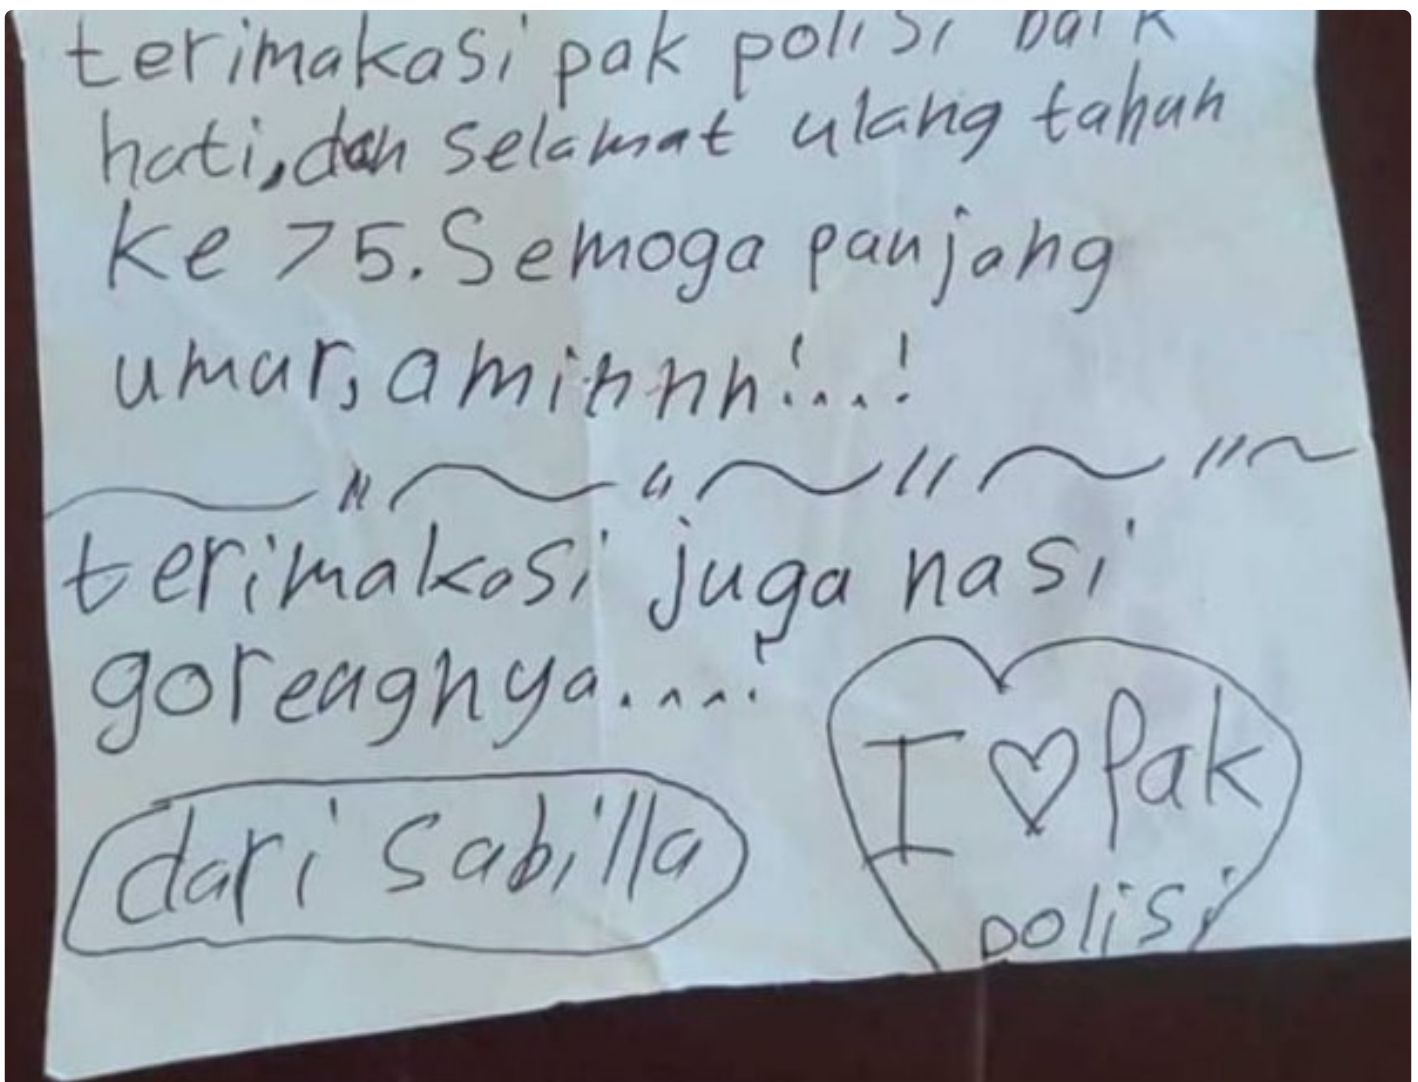 terimakasi pak polisi baik
hati, dan selamat ulang tahun
ke 75. Semoga panjang
umur, aminnnn!...!
terimakasi juga nasi
gorengnya....!
dari Sabilla
I ♡ Pak
polisi